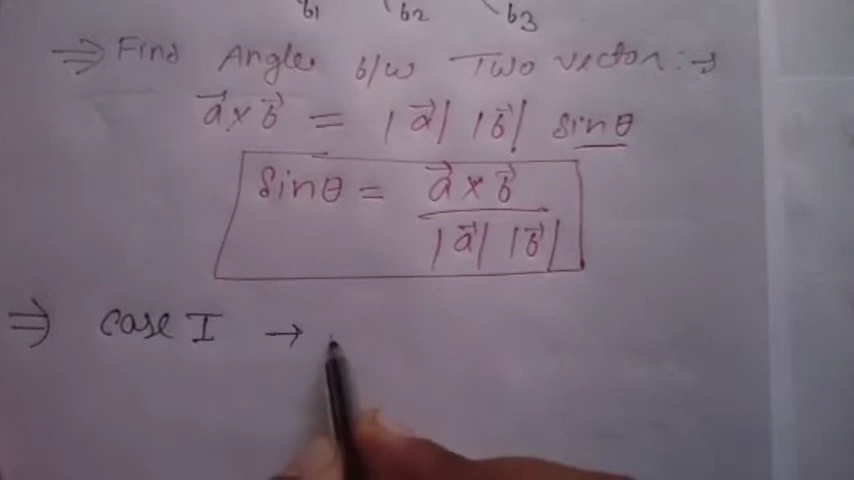 b1 b2 b3
⇒ Find Angle b/w Two vector :→
a⃗ × b⃗ = |a⃗| |b⃗| sinθ
sinθ = a⃗ × b⃗ / |a⃗| |b⃗|
⇒ case I →